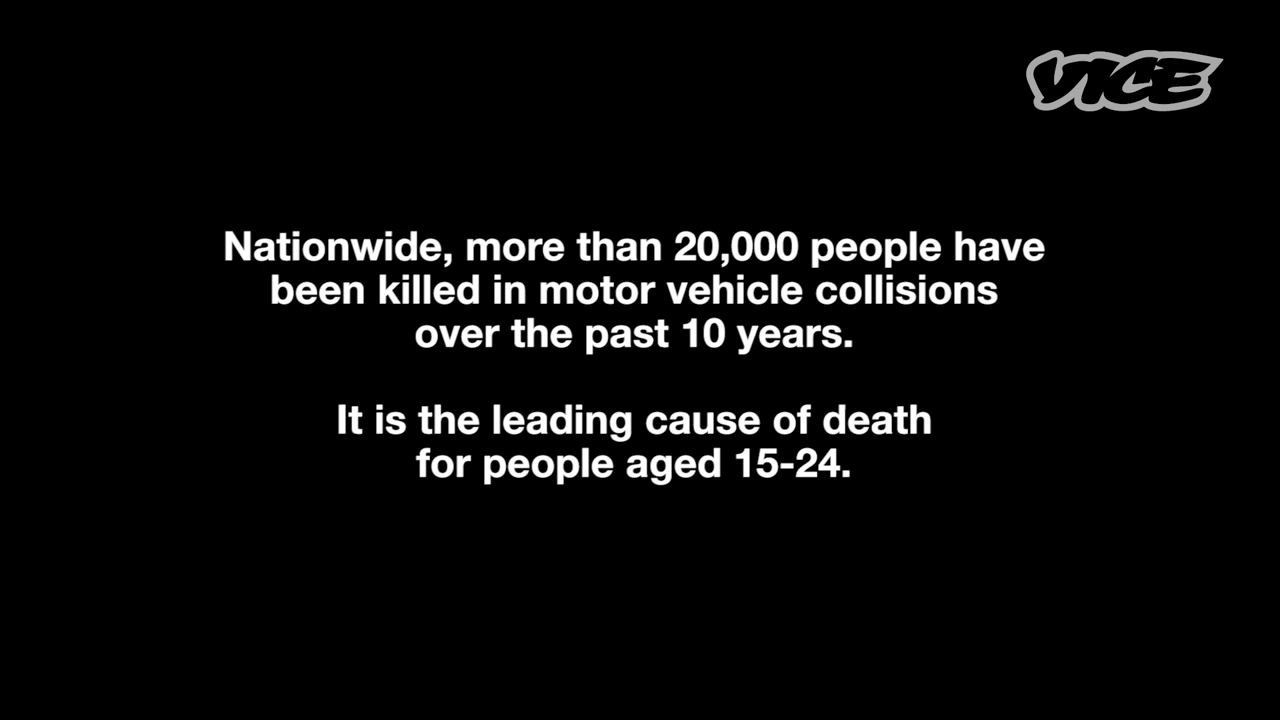 VICE
Nationwide, more than 20,000 people have
been killed in motor vehicle collisions
over the past 10 years.
It is the leading cause of death
for people aged 15-24.